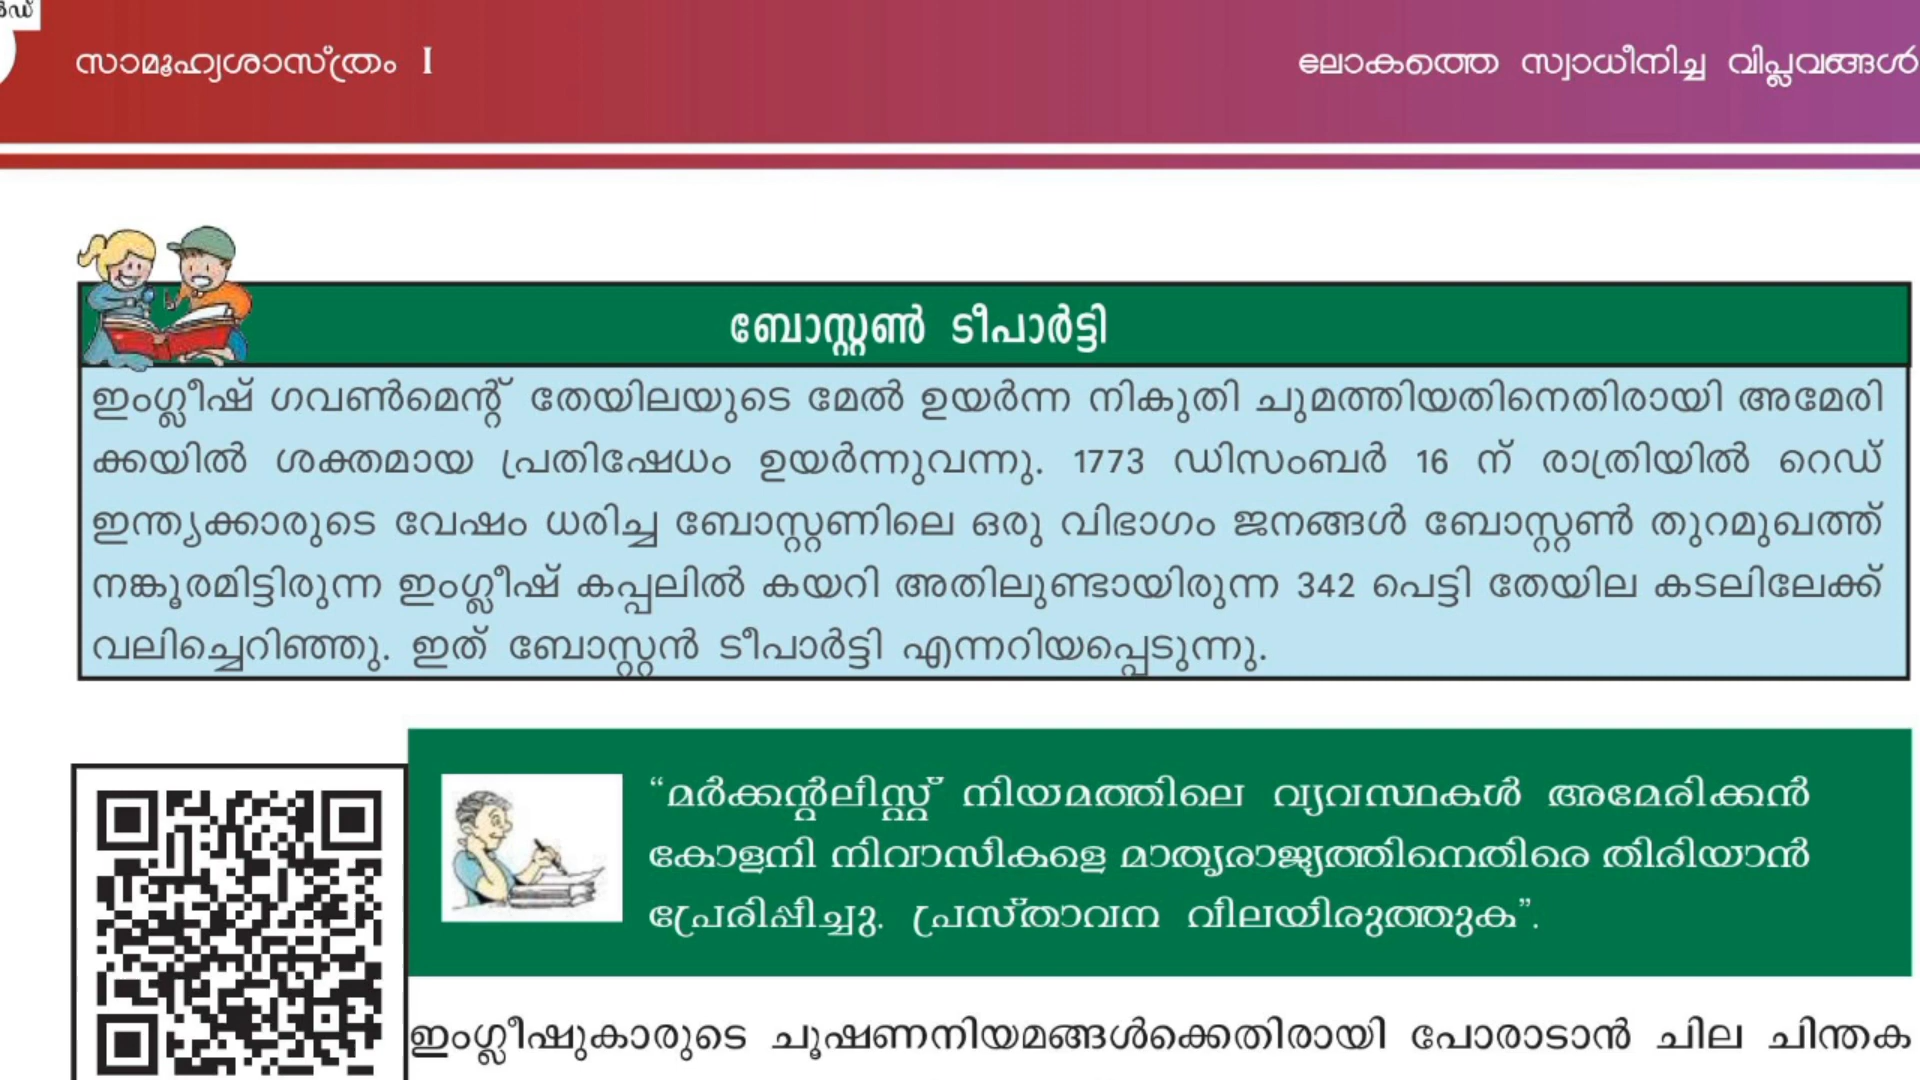 സാമൂഹ്യശാസ്ത്രം I
ലോകത്തെ സ്വാധീനിച്ച വിപ്ലവങ്ങൾ
ബോസ്റ്റൺ ടീപാർട്ടി
ഇംഗ്ലീഷ് ഗവൺമെന്റ് തേയിലയുടെ മേൽ ഉയർന്ന നികുതി ചുമത്തിയതിനെതിരായി അമേരി
ക്കയിൽ ശക്തമായ പ്രതിഷേധം ഉയർന്നുവന്നു. 1773 ഡിസംബർ 16 ന് രാത്രിയിൽ റെഡ്
ഇന്ത്യക്കാരുടെ വേഷം ധരിച്ച ബോസ്റ്റണിലെ ഒരു വിഭാഗം ജനങ്ങൾ ബോസ്റ്റൺ തുറമുഖത്ത്
നങ്കൂരമിട്ടിരുന്ന ഇംഗ്ലീഷ് കപ്പലിൽ കയറി അതിലുണ്ടായിരുന്ന 342 പെട്ടി തേയില കടലിലേക്ക്
വലിച്ചെറിഞ്ഞു. ഇത് ബോസ്റ്റൻ ടീപാർട്ടി എന്നറിയപ്പെടുന്നു.
“മർക്കന്റലിസ്റ്റ് നിയമത്തിലെ വ്യവസ്ഥകൾ അമേരിക്കൻ
കോളനി നിവാസികളെ മാതൃരാജ്യത്തിനെതിരെ തിരിയാൻ
പ്രേരിപ്പിച്ചു. പ്രസ്താവന വിലയിരുത്തുക”.
ഇംഗ്ലീഷുകാരുടെ ചൂഷണനിയമങ്ങൾക്കെതിരായി പോരാടാൻ ചില ചിന്തക